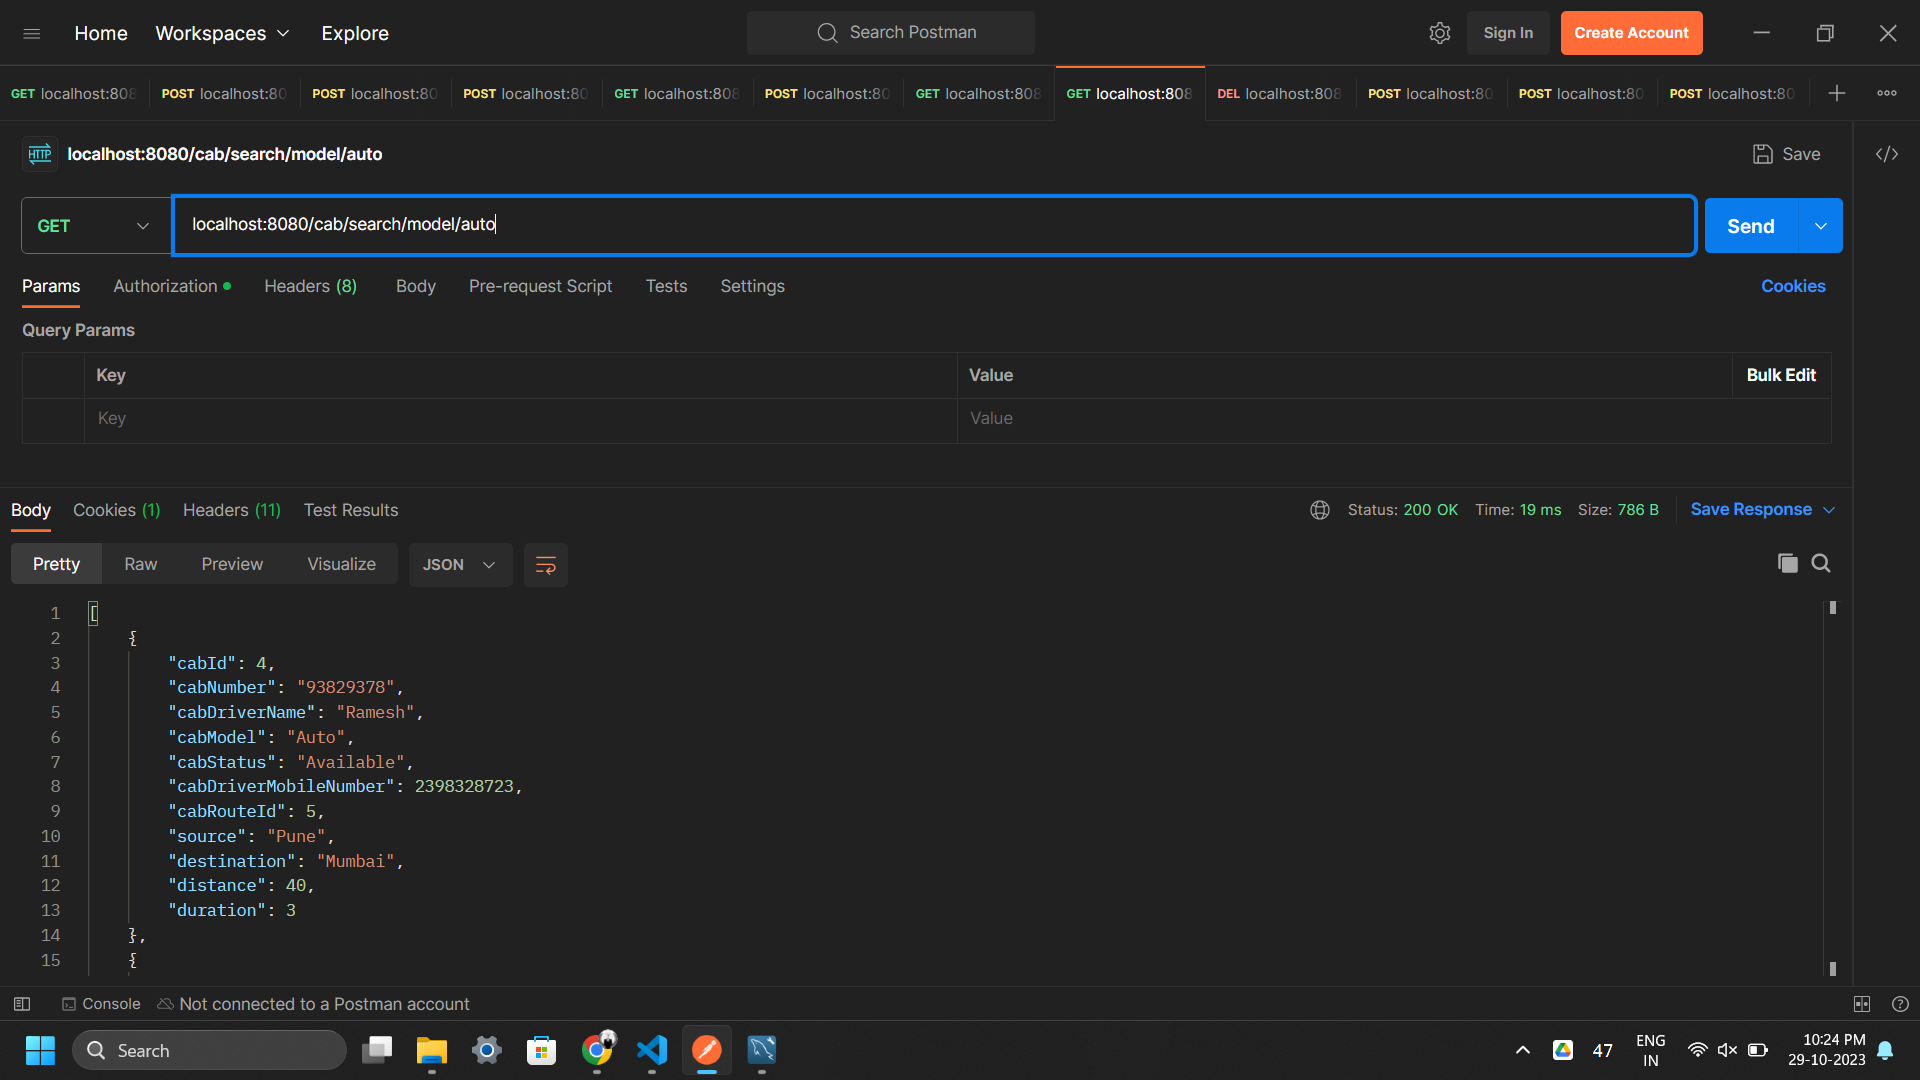 Home Workspaces Explore Search Postman Sign In Create Account
GET localhost:808 POST localhost:80 POST localhost:80 POST localhost:80 GET localhost:808 POST localhost:80 GET localhost:808 GET localhost:808 DEL localhost:808 POST localhost:80 POST localhost:80 POST localhost:80
HTTP localhost:8080/cab/search/model/auto Save
GET localhost:8080/cab/search/model/auto Send
Params Authorization Headers (8) Body Pre-request Script Tests Settings Cookies
Query Params
Key Value Bulk Edit
Key Value
Body Cookies (1) Headers (11) Test Results Status: 200 OK Time: 19 ms Size: 786 B Save Response
Pretty Raw Preview Visualize JSON
1 [
2 {
3 "cabId": 4,
4 "cabNumber": "93829378",
5 "cabDriverName": "Ramesh",
6 "cabModel": "Auto",
7 "cabStatus": "Available",
8 "cabDriverMobileNumber": 2398328723,
9 "cabRouteId": 5,
10 "source": "Pune",
11 "destination": "Mumbai",
12 "distance": 40,
13 "duration": 3
14 },
15 {
Console Not connected to a Postman account
Search 47 ENG IN 10:24 PM 29-10-2023